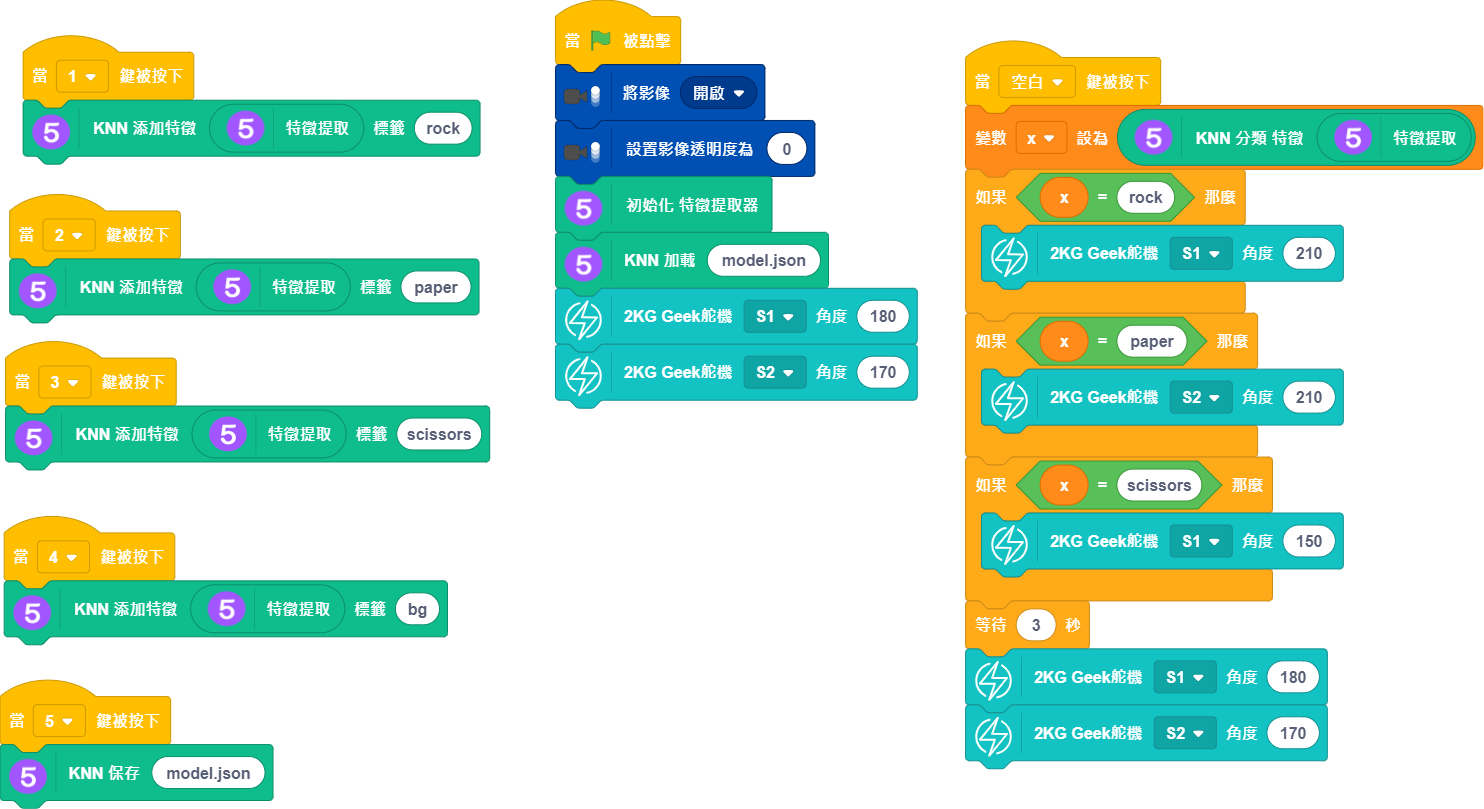 當 1 鍵被按下
5 KNN 添加特徵 5 特徵提取 標籤 rock
當 2 鍵被按下
5 KNN 添加特徵 5 特徵提取 標籤 paper
當 3 鍵被按下
5 KNN 添加特徵 5 特徵提取 標籤 scissors
當 4 鍵被按下
5 KNN 添加特徵 5 特徵提取 標籤 bg
當 5 鍵被按下
5 KNN 保存 model.json
當 被點擊
將影像 開啟
設置影像透明度為 0
5 初始化 特徵提取器
5 KNN 加載 model.json
2KG Geek舵機 S1 角度 180
2KG Geek舵機 S2 角度 170
當 空白 鍵被按下
變數 x 設為 5 KNN 分類 特徵 5 特徵提取
如果 x = rock 那麼
2KG Geek舵機 S1 角度 210
如果 x = paper 那麼
2KG Geek舵機 S2 角度 210
如果 x = scissors 那麼
2KG Geek舵機 S1 角度 150
等待 3 秒
2KG Geek舵機 S1 角度 180
2KG Geek舵機 S2 角度 170